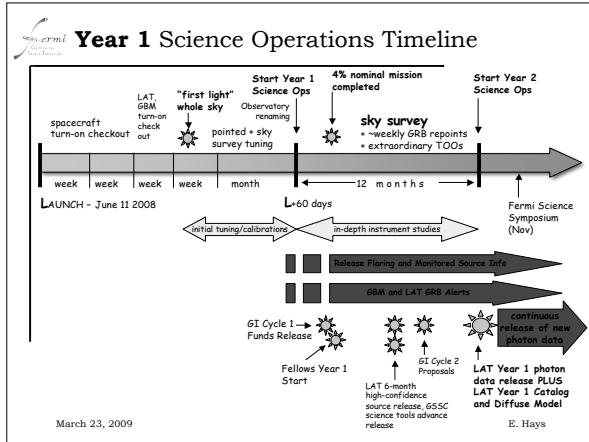 Fermi
Gamma-ray
Space Telescope
Year 1 Science Operations Timeline
spacecraft
turn-on checkout
LAT,
GBM
turn-on
check
out
"first light"
whole sky
pointed + sky
survey tuning
Start Year 1
Science Ops
Observatory
renaming
4% nominal mission
completed
sky survey
+ ~weekly GRB repoints
+ extraordinary TOOs
Start Year 2
Science Ops
week
week
week
week
month
12 months
LAUNCH – June 11 2008
L+60 days
Fermi Science
Symposium
(Nov)
initial tuning/calibrations
in-depth instrument studies
Release Flaring and Monitored Source Info
GBM and LAT GRB Alerts
continuous
release of new
photon data
GI Cycle 1
Funds Release
Fellows Year 1
Start
LAT 6-month
high-confidence
source release, GSSC
science tools advance
release
GI Cycle 2
Proposals
LAT Year 1 photon
data release PLUS
LAT Year 1 Catalog
and Diffuse Model
March 23, 2009
E. Hays